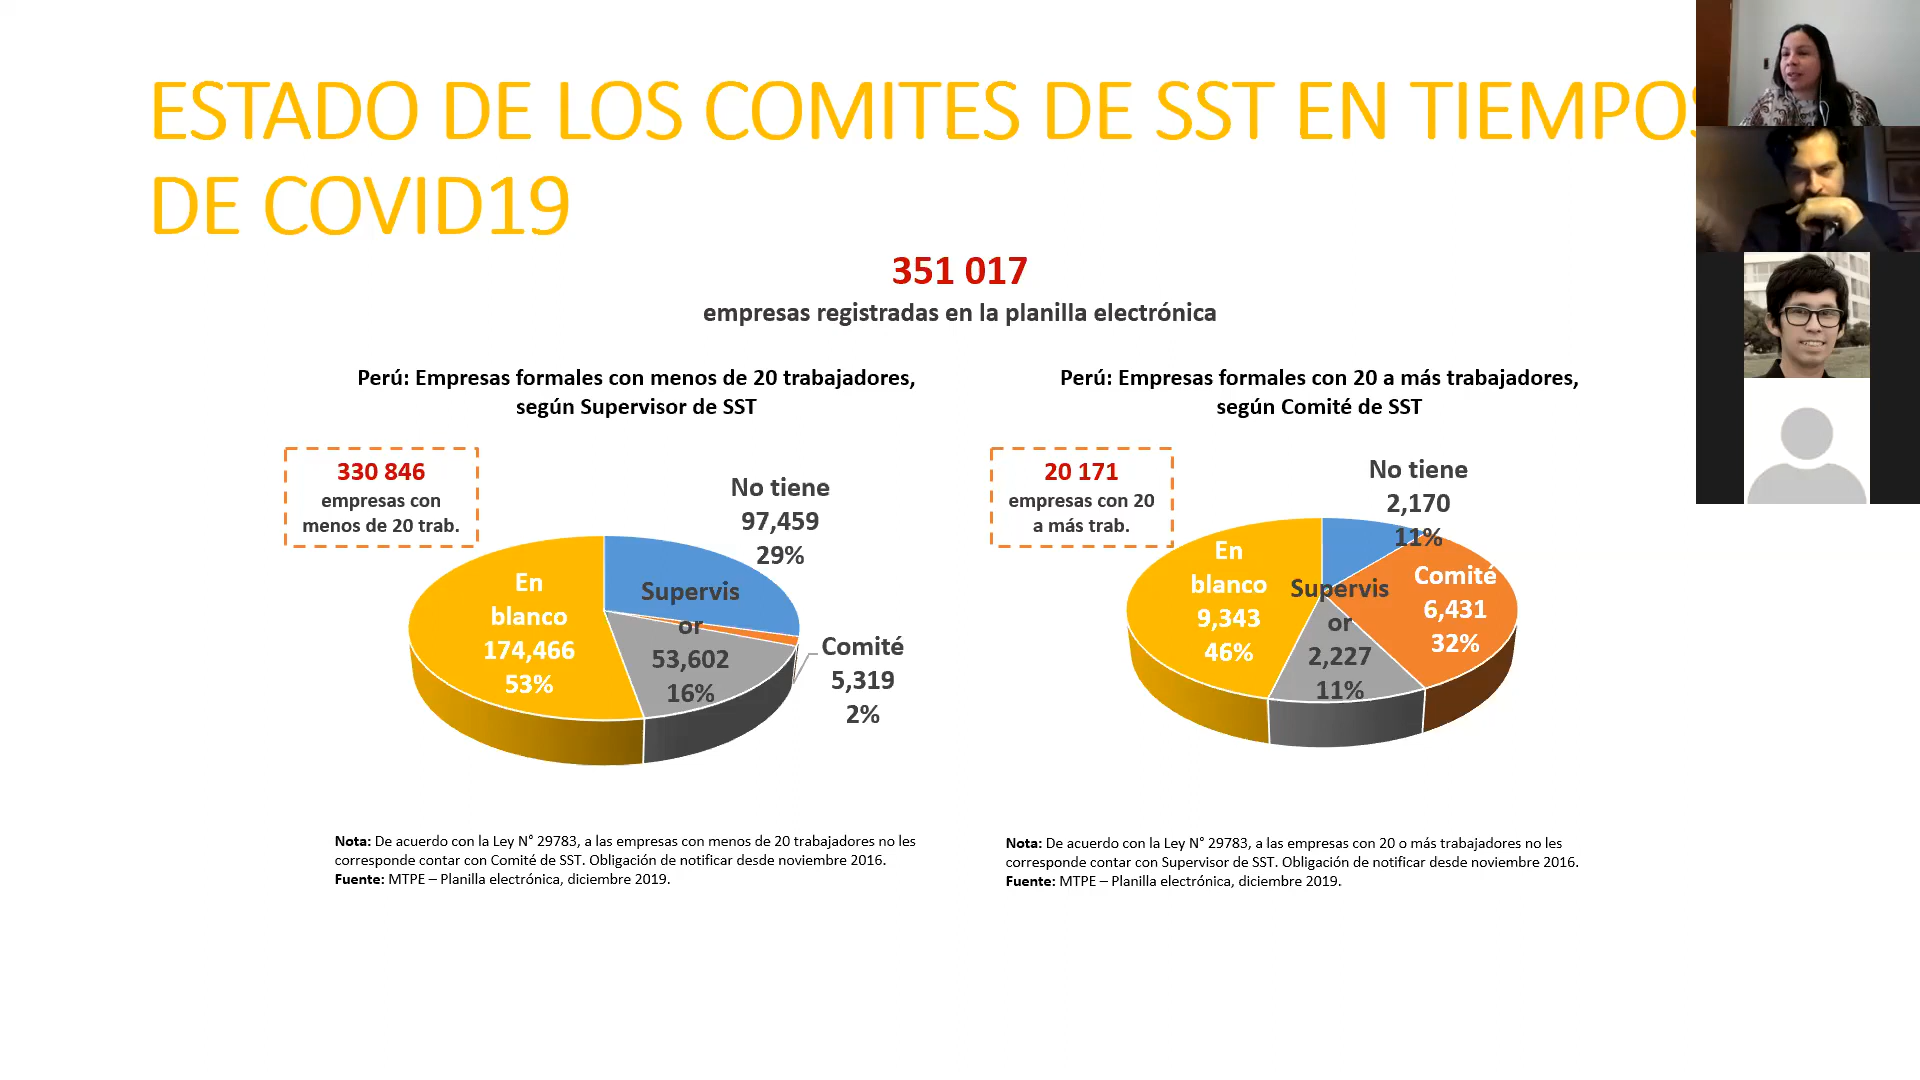 ESTADO DE LOS COMITES DE SST EN TIEMPOS
DE COVID19
351 017
empresas registradas en la planilla electrónica
Perú: Empresas formales con menos de 20 trabajadores,
según Supervisor de SST
330 846
empresas con
menos de 20 trab.
No tiene
97,459
29%
En
blanco
174,466
53%
Supervis
or
53,602
16%
Comité
5,319
2%
Nota: De acuerdo con la Ley N° 29783, a las empresas con menos de 20 trabajadores no les
corresponde contar con Comité de SST. Obligación de notificar desde noviembre 2016.
Fuente: MTPE – Planilla electrónica, diciembre 2019.
Perú: Empresas formales con 20 a más trabajadores,
según Comité de SST
20 171
empresas con 20
a más trab.
No tiene
2,170
11%
En
blanco
9,343
46%
Supervis
or
2,227
11%
Comité
6,431
32%
Nota: De acuerdo con la Ley N° 29783, a las empresas con 20 o más trabajadores no les
corresponde contar con Supervisor de SST. Obligación de notificar desde noviembre 2016.
Fuente: MTPE – Planilla electrónica, diciembre 2019.